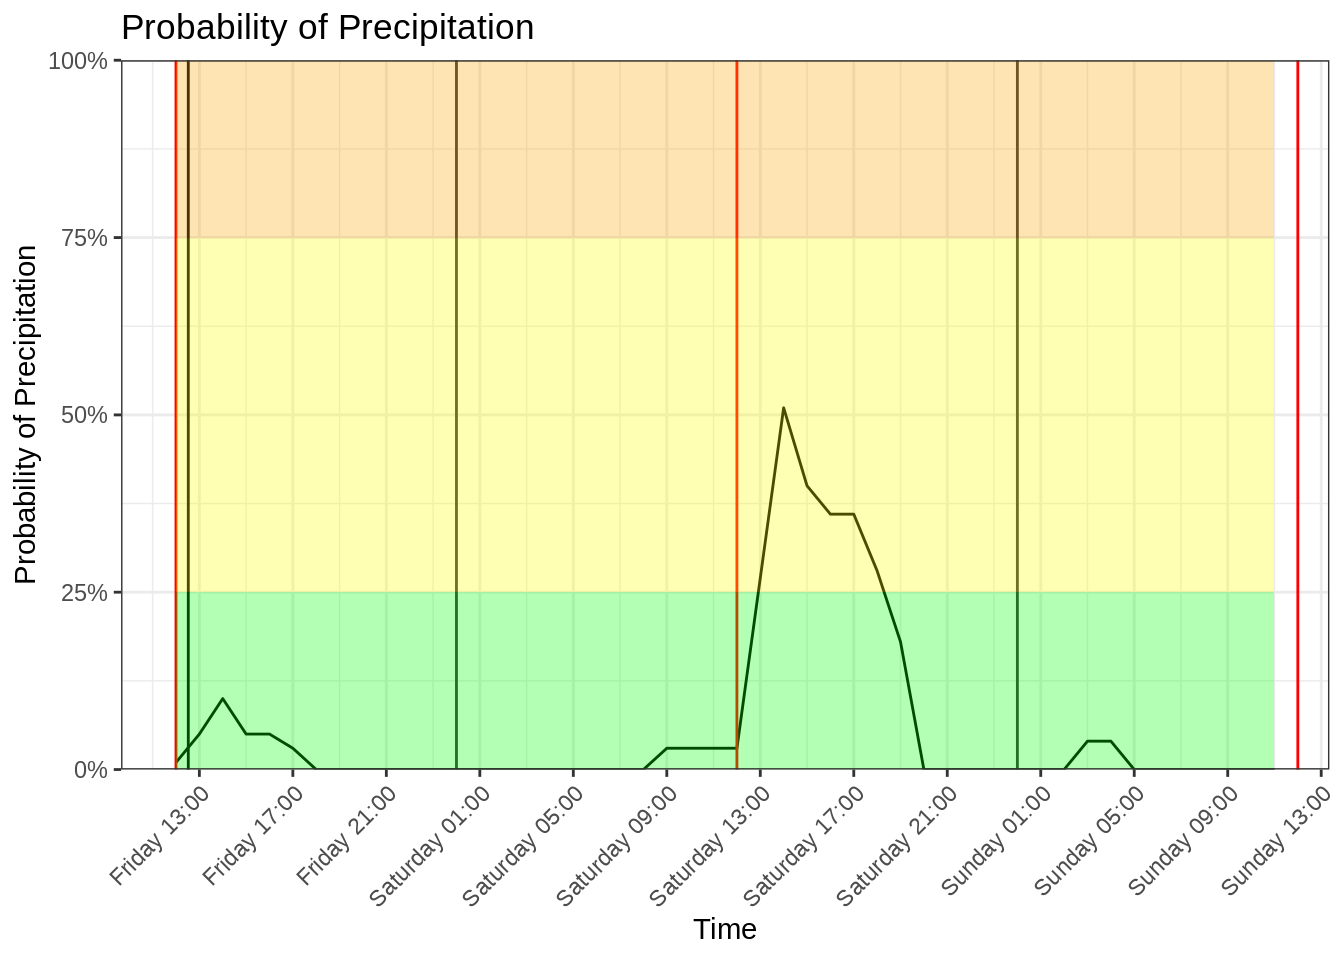 Probability of Precipitation
Probability of Precipitation
100%
75%
50%
25%
0%
Friday 13:00
Friday 17:00
Friday 21:00
Saturday 01:00
Saturday 05:00
Saturday 09:00
Saturday 13:00
Saturday 17:00
Saturday 21:00
Sunday 01:00
Sunday 05:00
Sunday 09:00
Sunday 13:00
Time